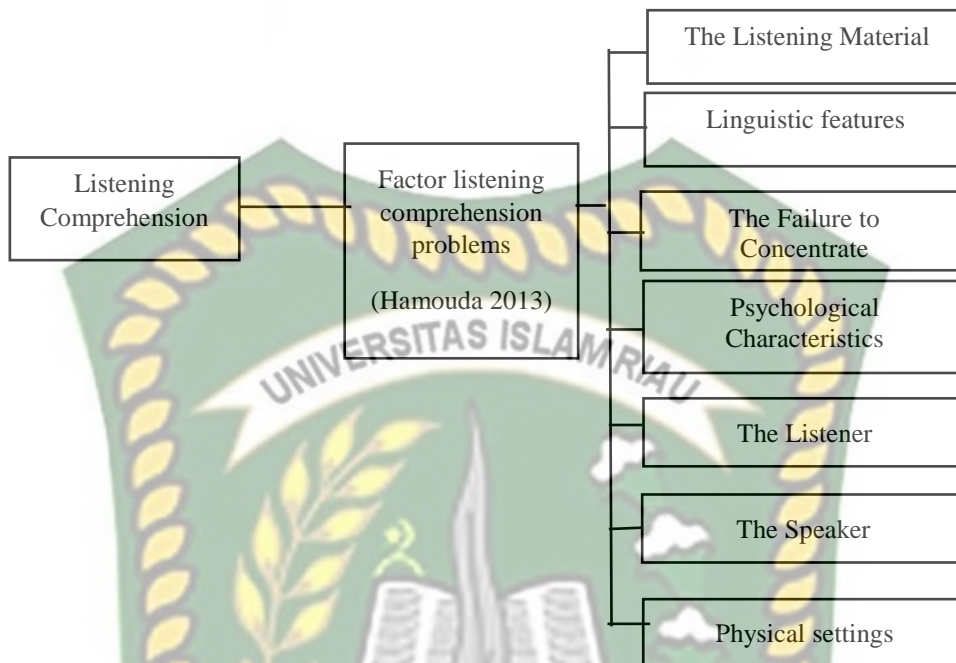 Listening
Comprehension
Factor listening
comprehension
problems
(Hamouda 2013)
The Listening Material
Linguistic features
The Failure to
Concentrate
Psychological
Characteristics
The Listener
The Speaker
Physical settings
UNIVERSITAS ISLAM RIAU